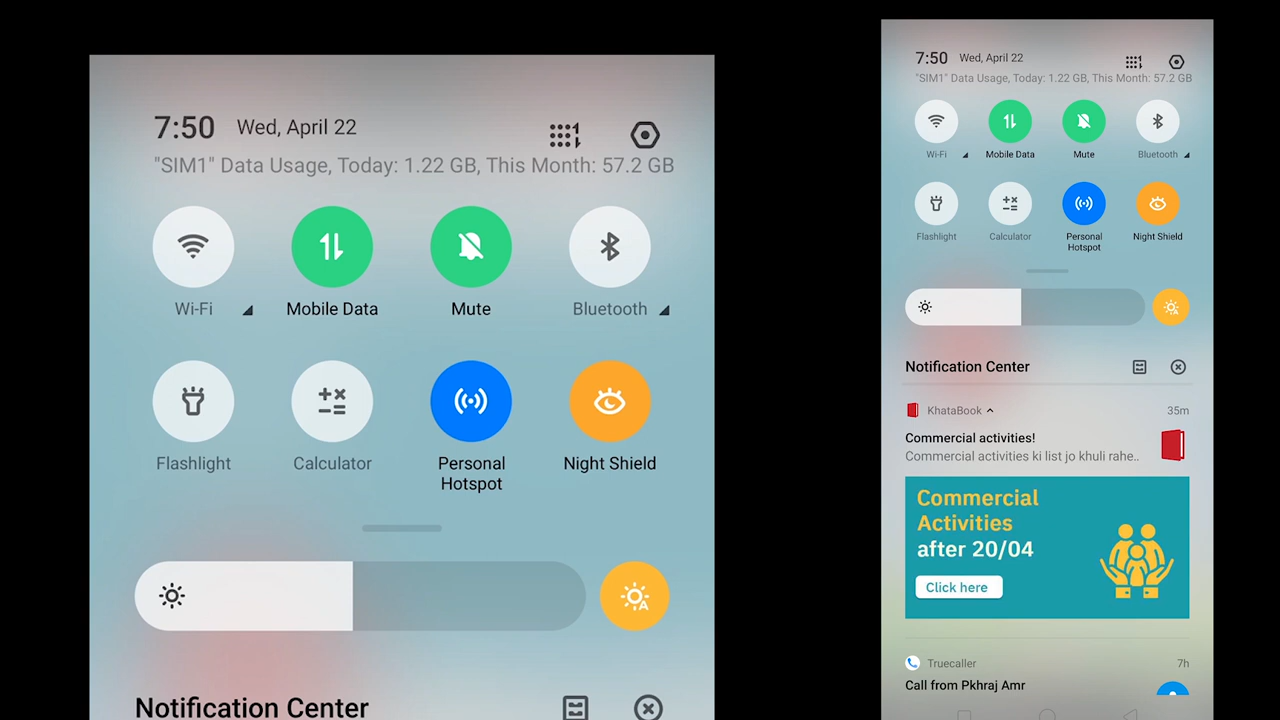 7:50 Wed, April 22
"SIM1" Data Usage, Today: 1.22 GB, This Month: 57.2 GB
Wi-Fi Mobile Data Mute Bluetooth
Flashlight Calculator Personal Hotspot Night Shield
Notification Center
7:50 Wed, April 22
"SIM1" Data Usage, Today: 1.22 GB, This Month: 57.2 GB
Wi-Fi Mobile Data Mute Bluetooth
Flashlight Calculator Personal Hotspot Night Shield
Notification Center
KhataBook 35m
Commercial activities!
Commercial activities ki list jo khuli rahe..
Commercial
Activities
after 20/04
Click here
Truecaller 7h
Call from Pkhraj Amr